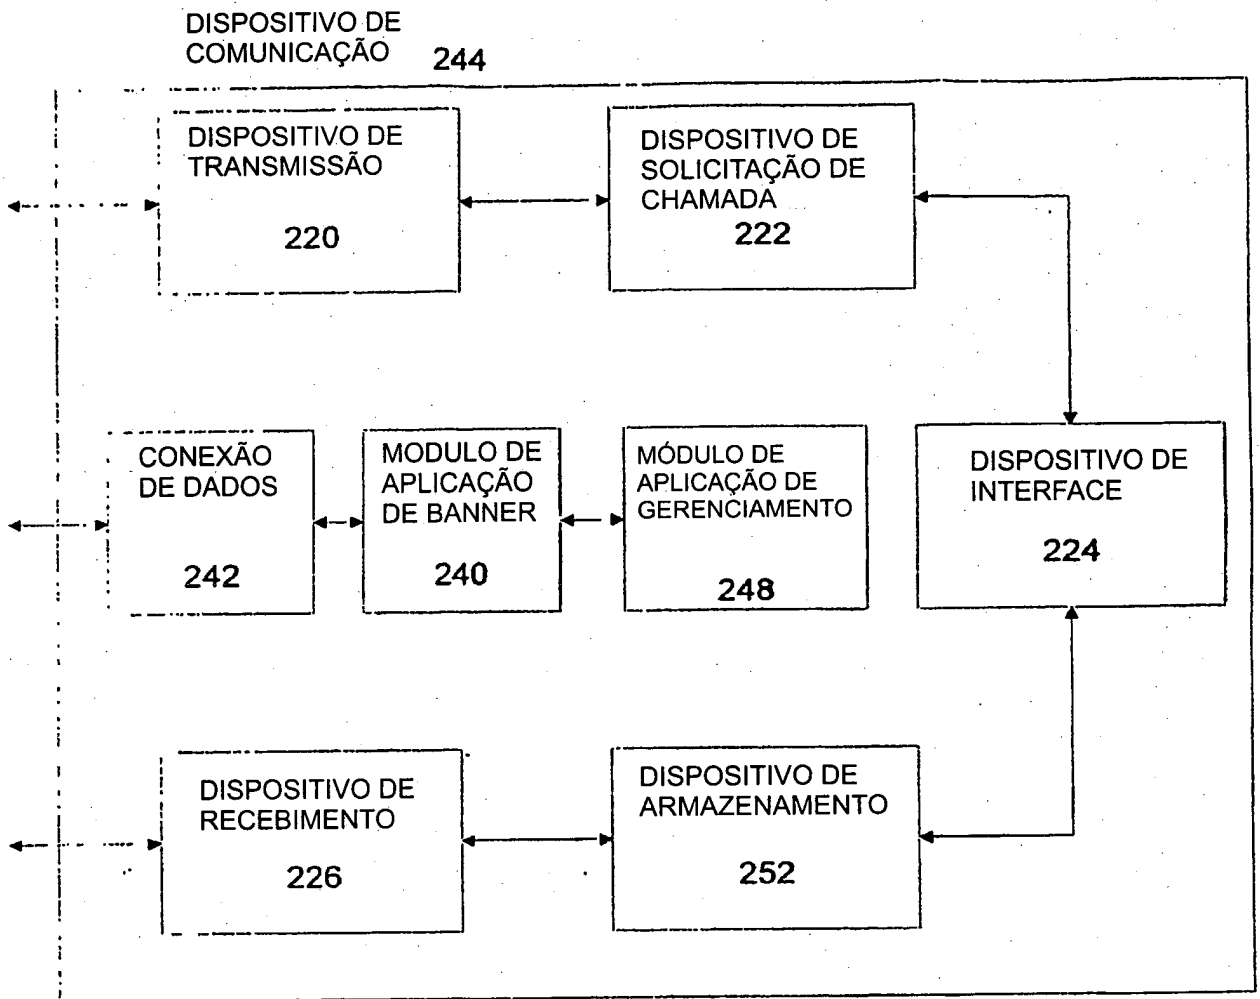 DISPOSITIVO DE
COMUNICAÇÃO 244
DISPOSITIVO DE
TRANSMISSÃO
220
DISPOSITIVO DE
SOLICITAÇÃO DE
CHAMADA
222
CONEXÃO
DE DADOS
242
MODULO DE
APLICAÇÃO
DE BANNER
240
MÓDULO DE
APLICAÇÃO DE
GERENCIAMENTO
248
DISPOSITIVO DE
INTERFACE
224
DISPOSITIVO DE
RECEBIMENTO
226
DISPOSITIVO DE
ARMAZENAMENTO
252